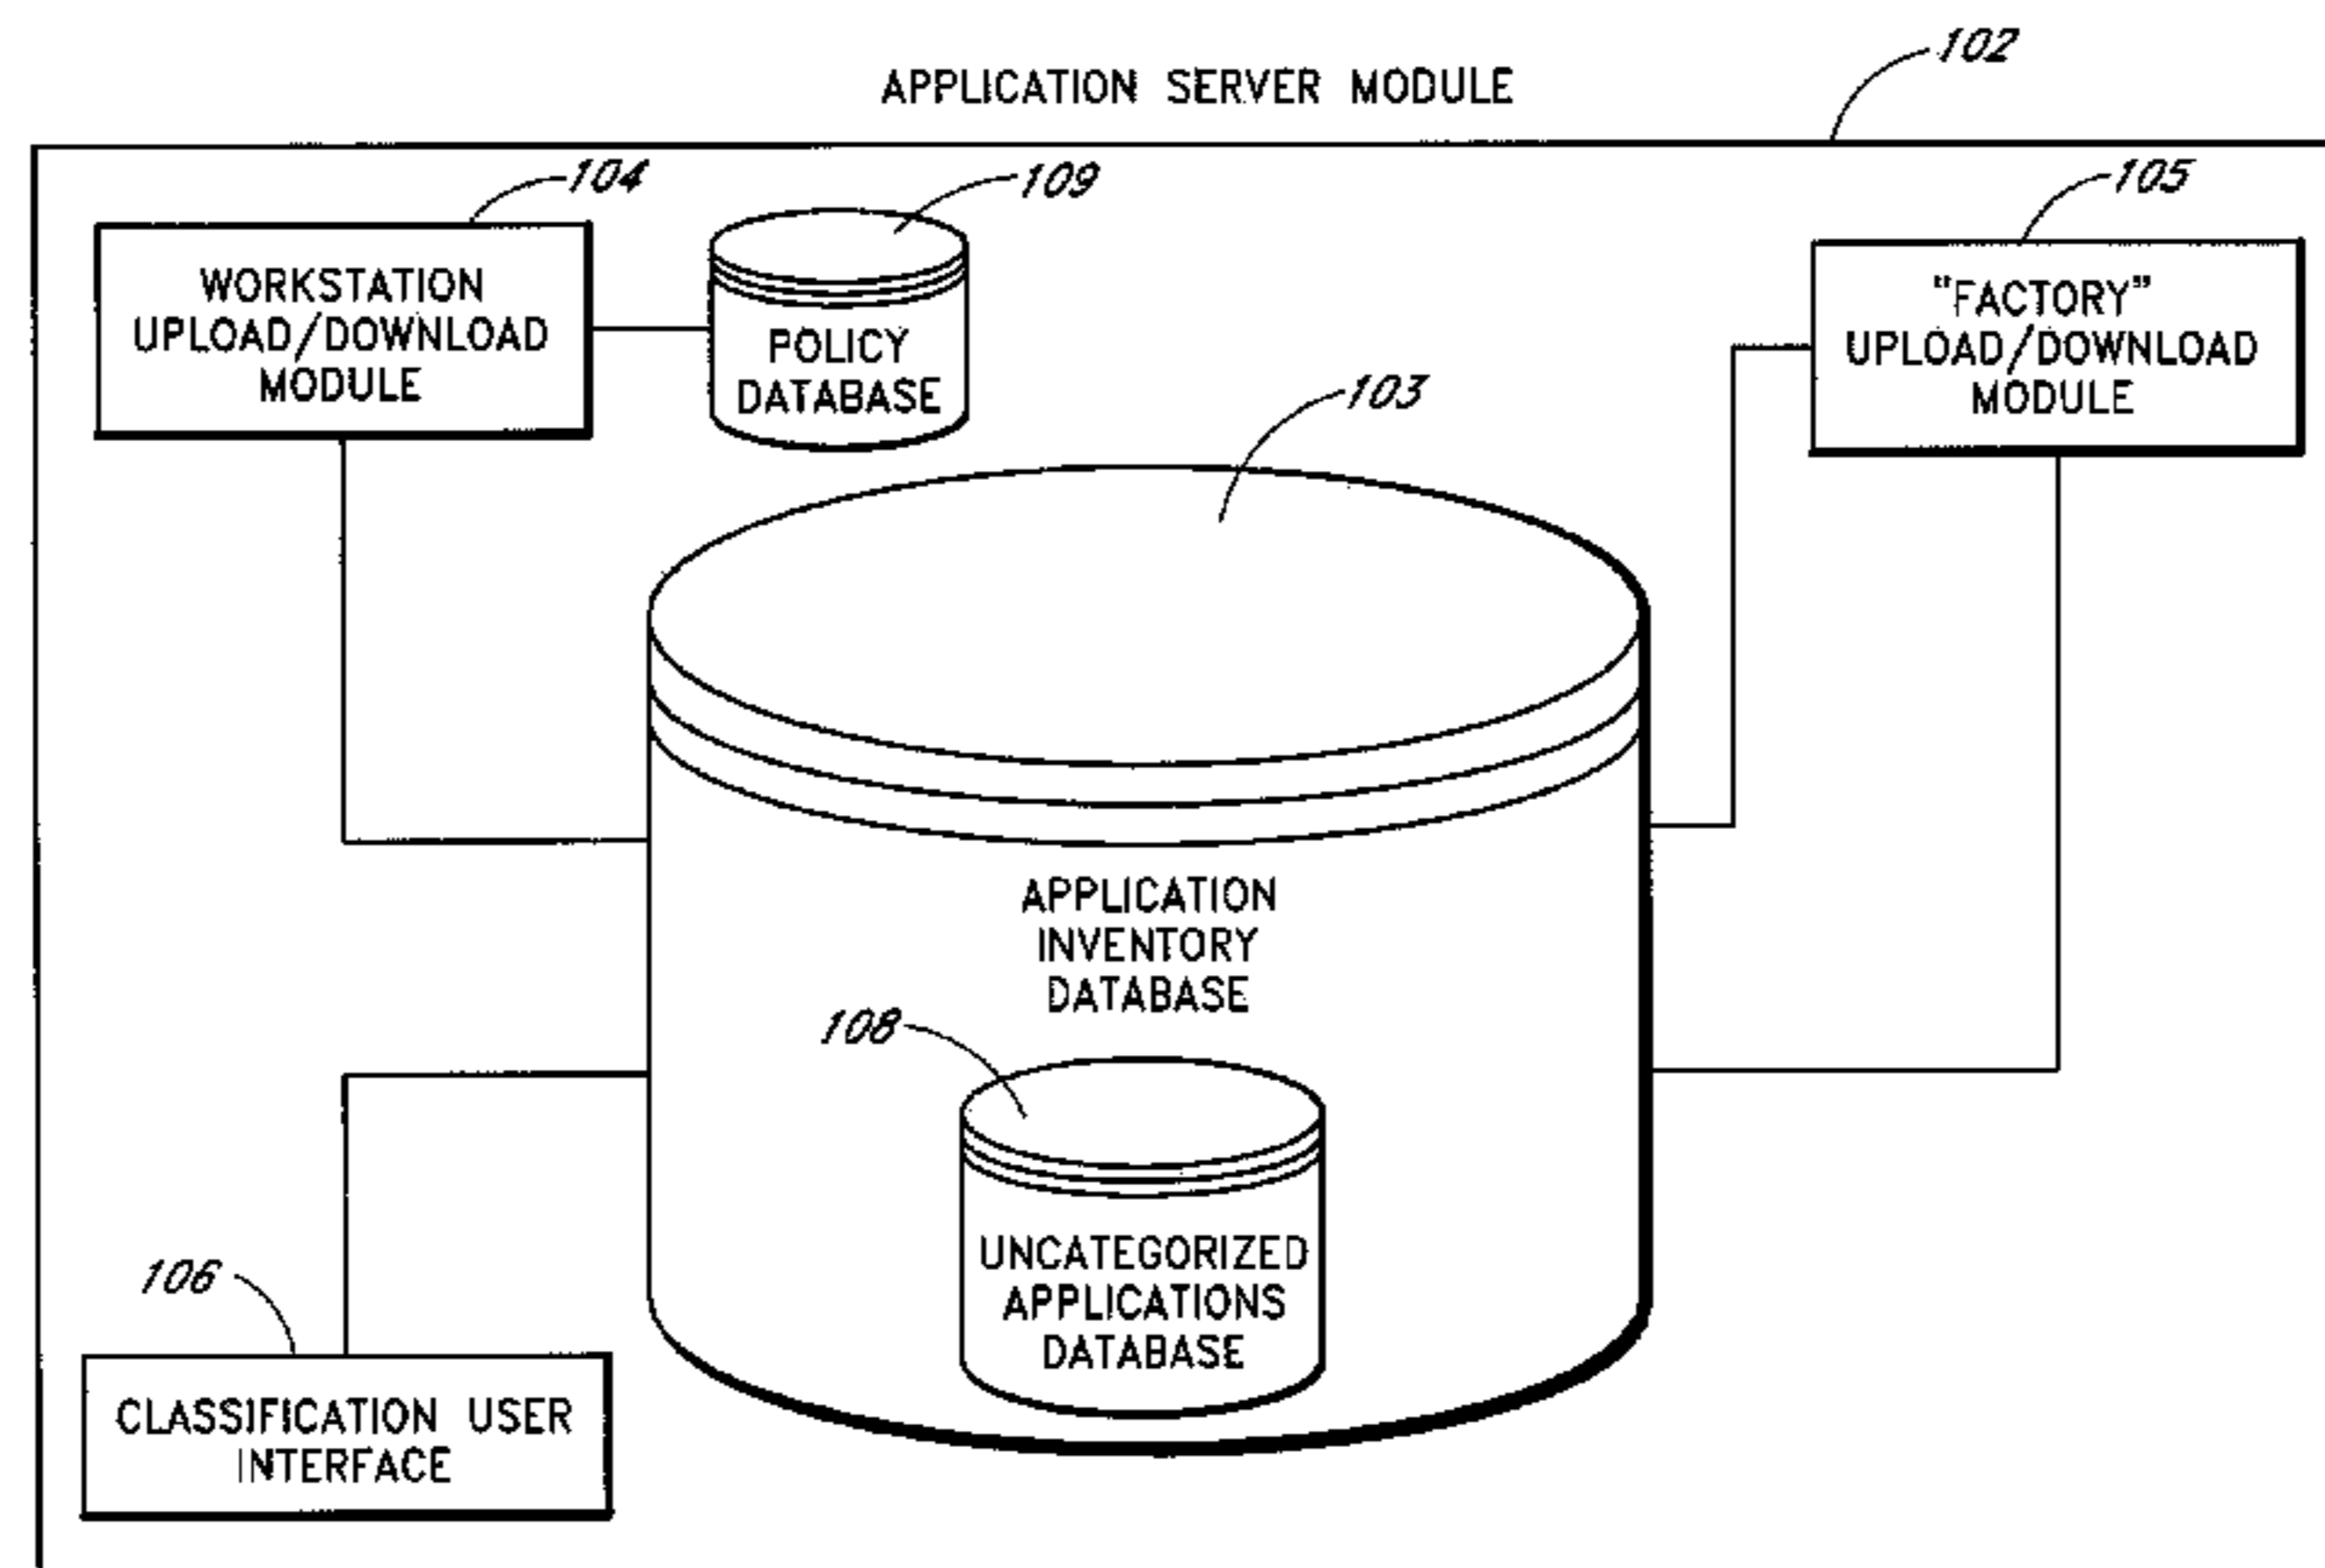 102
APPLICATION SERVER MODULE
104
109
105
WORKSTATION
UPLOAD/DOWNLOAD
MODULE
POLICY
DATABASE
"FACTORY"
UPLOAD/DOWNLOAD
MODULE
103
APPLICATION
INVENTORY
DATABASE
108
UNCATEGORIZED
APPLICATIONS
DATABASE
106
CLASSIFICATION USER
INTERFACE